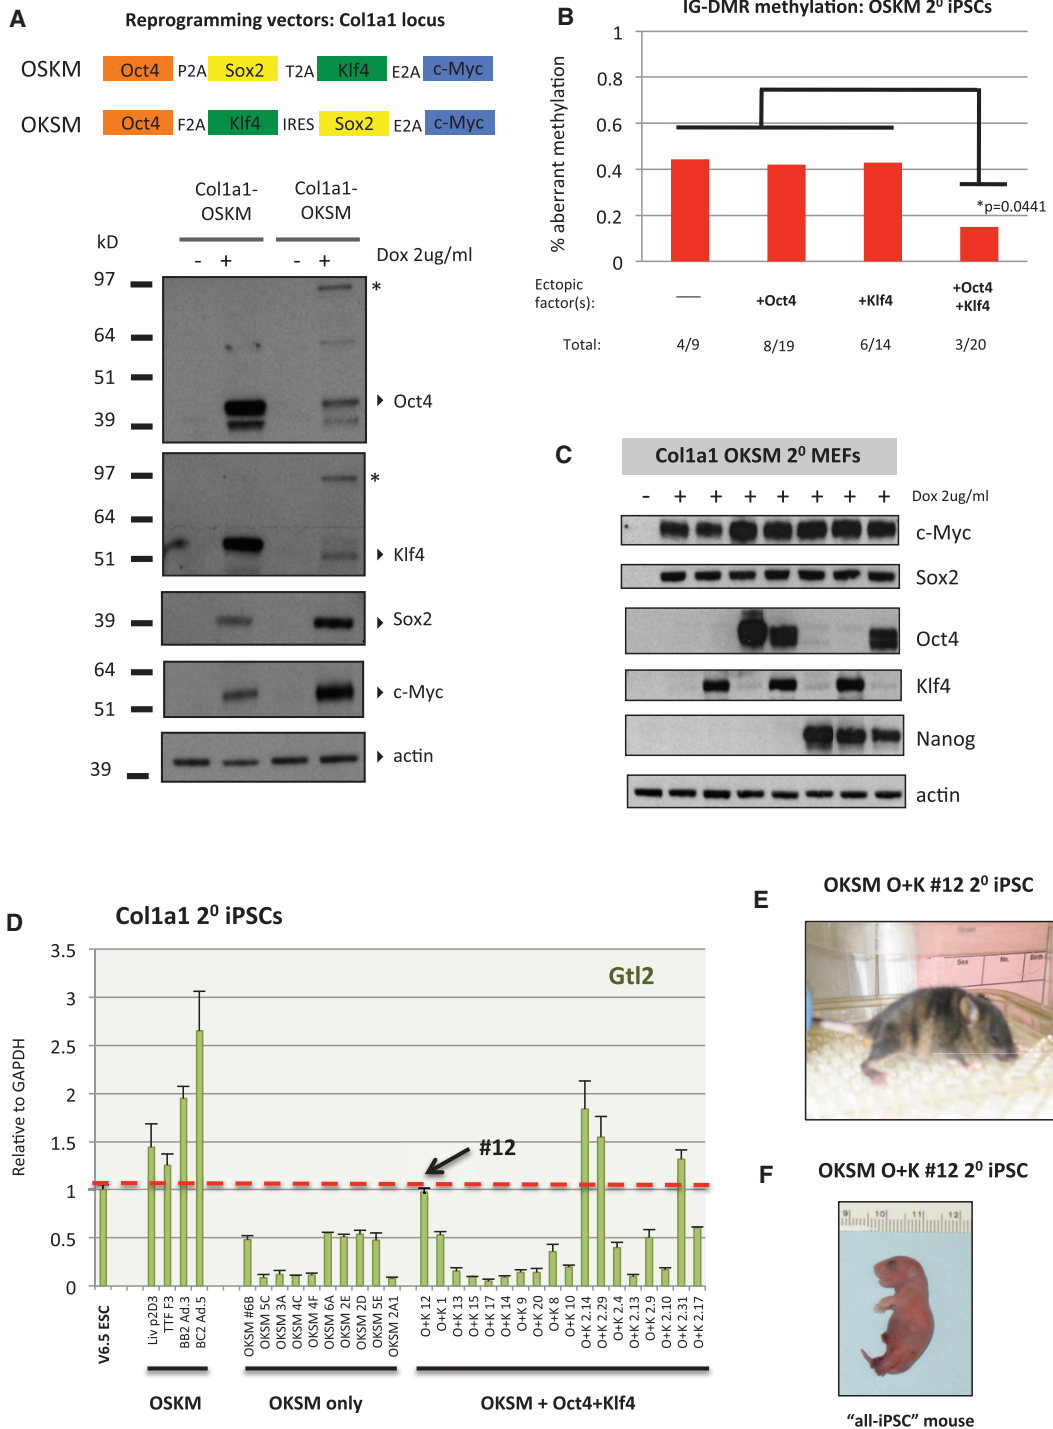 A
Reprogramming vectors: Col1a1 locus
OSKM Oct4 P2A Sox2 T2A Klf4 E2A c-Myc
OKSM Oct4 F2A Klf4 IRES Sox2 E2A c-Myc
Col1a1-
OSKM
Col1a1-
OKSM
kD
- + - + Dox 2ug/ml
97
*
64
51
Oct4
39
97
*
64
51
Klf4
39
Sox2
64
c-Myc
51
actin
39
B
IG-DMR methylation: OSKM 2⁰ iPSCs
% aberrant methylation
1
0.8
0.6
0.4
0.2
0
*p=0.0441
Ectopic
factor(s):
— +Oct4 +Klf4 +Oct4
+Klf4
Total: 4/9 8/19 6/14 3/20
C
Col1a1 OKSM 2⁰ MEFs
- + + + + + + + Dox 2ug/ml
c-Myc
Sox2
Oct4
Klf4
Nanog
actin
D
Col1a1 2⁰ iPSCs
Gtl2
Relative to GAPDH
3.5
3
2.5
2
1.5
1
0.5
0
#12
V6.5 ESC
Liv p2D3
TTF F3
BB2 Ad.3
BC2 Ad.5
OKSM #6B
OKSM 5C
OKSM 3A
OKSM 4C
OKSM 4F
OKSM 6A
OKSM 2E
OKSM 2D
OKSM 5E
OKSM 2A1
O+K 12
O+K 1
O+K 13
O+K 15
O+K 17
O+K 14
O+K 9
O+K 20
O+K 8
O+K 10
O+K 2.14
O+K 2.29
O+K 2.4
O+K 2.13
O+K 2.9
O+K 2.10
O+K 2.31
O+K 2.17
OSKM
OKSM only
OKSM + Oct4+Klf4
E
OKSM O+K #12 2⁰ iPSC
Strain
Sex No. Birth
F
OKSM O+K #12 2⁰ iPSC
9 10 11 12
"all-iPSC" mouse